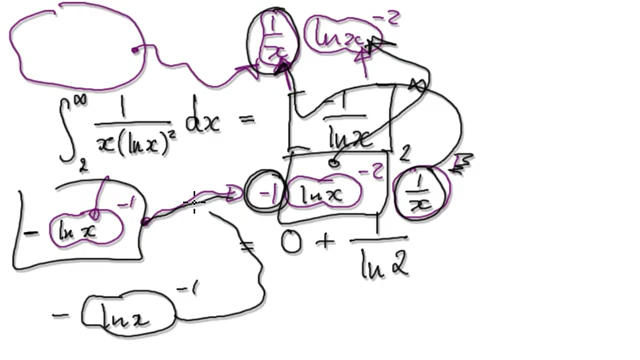 1/x (ln x)^-2
∫_2^∞ 1/(x(ln x)²) dx = [-1/ln x]_2^∞
- (ln x)^-1 -1 (ln x)^-2 (1/x)
= 0 + 1/ln 2
- (ln x)^-1